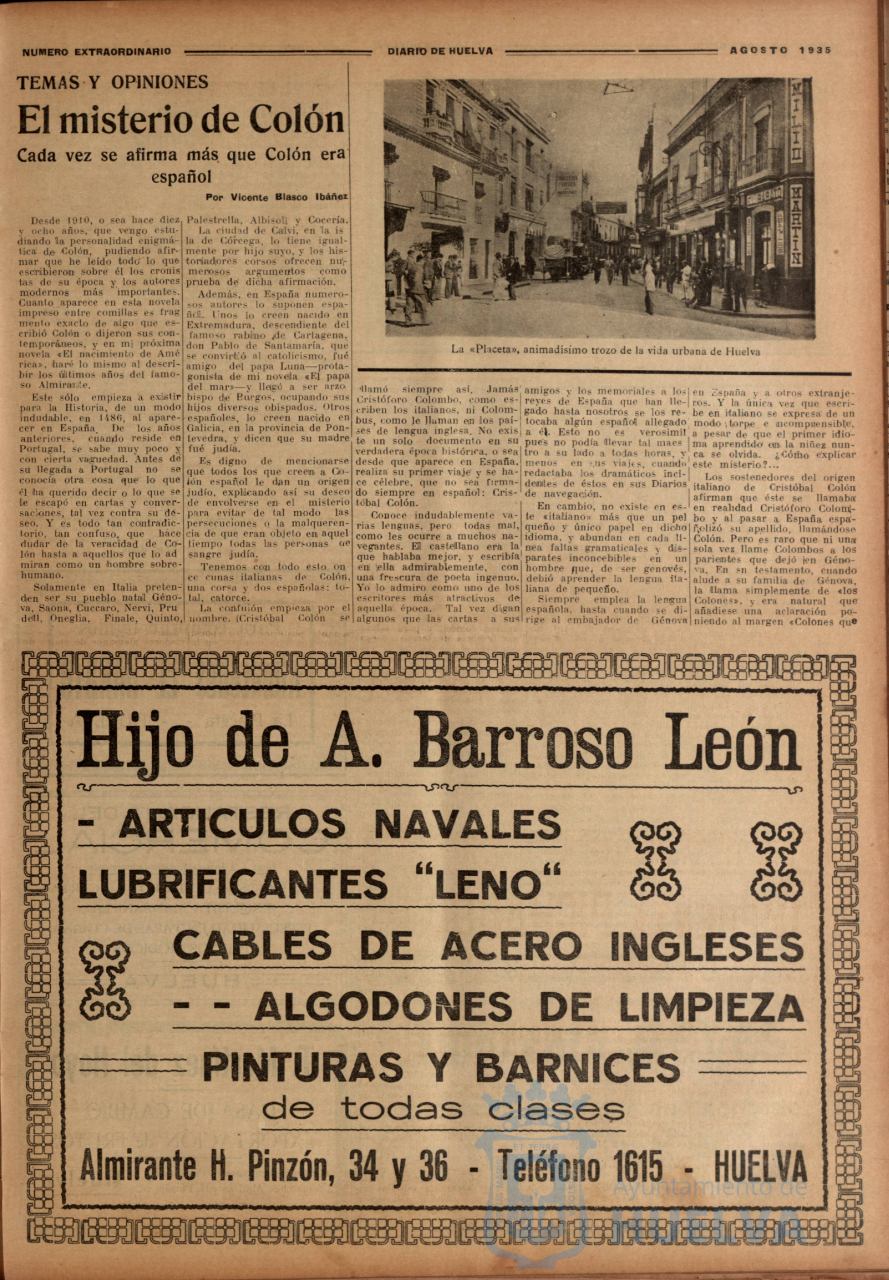 NUMERO EXTRAORDINARIO
DIARIO DE HUELVA
AGOSTO 1935
TEMAS Y OPINIONES
El misterio de Colón
Cada vez se afirma más que Colón era
español
Por Vicente Blasco Ibáñez
Desde 1910, o sea hace diez
y ocho años, que vengo estu-
diando la personalidad enigmá-
tica de Colón, pudiendo afir-
mar que he leído todo lo que
escribieron sobre él los cronis
tas de su época y los autores
modernos más importantes.
Cuanto aparece en esta novela
impreso entre comillas es frag
mento exacto de algo que es-
cribió Colón o dijeron sus con-
temporáneos, y en mi próxima
novela «El nacimiento de Amé
rica», haré lo mismo al descri-
bir los últimos años del famo-
so Almirante.
Este sólo empieza a existir
para la Historia, de un modo
indudable, en 1486, al apare-
cer en España. De los años
anteriores, cuando reside en
Portugal, se sabe muy poco y
con cierta vaguedad. Antes de
su llegada a Portugal no se
conocía otra cosa que lo que
él ha querido decir o lo que se
le escapó en cartas y conver-
saciones, tal vez contra su de-
seo. Y es todo tan contradic-
torio, tan confuso, que hace
dudar de la veracidad de Co-
lón hasta a aquellos que lo ad
miran como un hombre sobre-
humano.
Solamente en Italia preten-
den ser su pueblo natal Géno-
va, Saona, Cuccaro, Nervi, Pru
dell, Oneglia, Finale, Quinto,
Palestrella, Albisoli y Cocería.
La ciudad de Calvi, en la is
la de Córcega, lo tiene igual-
mente por hijo suyo, y los his-
toriadores corsos ofrecen nu-
merosos argumentos como
prueba de dicha afirmación.
Además, en España numero-
sos autores lo suponen espa-
ñol. Unos lo creen nacido en
Extremadura, descendiente del
famoso rabino de Cartagena,
don Pablo de Santamaría, que
se convirtió al catolicismo, fué
amigo del papa Luna—prota-
gonista de mi novela «El papa
del mar»—y llegó a ser arzo
bispo de Burgos, ocupando sus
hijos diversos obispados. Otros
españoles, lo creen nacido en
Galicia, en la provincia de Pon-
tevedra, y dicen que su madre
fué judía.
Es digno de mencionarse
que todos los que creen a Co-
lón español le dan un origen
judío, explicando así su deseo
de envolverse en el misterio
para evitar de tal modo las
persecuciones o la malqueren-
cia de que eran objeto en aquel
tiempo todas las personas de
sangre judía.
Tenemos con todo esto on-
ce cunas italianas de Colón,
una corsa y dos españolas: to-
tal, catorce.
La confusión empieza por el
nombre. (Cristóbal Colón se
EMILIO MARTIN
La «Placeta», animadísimo trozo de la vida urbana de Huelva
llamó siempre así. Jamás
Cristóforo Colombo, como es-
criben los italianos, ni Colom-
bus, como le llaman en los paí-
ses de lengua inglesa. No exis
te un solo documento en su
verdadera época histórica, o sea
desde que aparece en España,
realiza su primer viaje y se ha-
ce célebre, que no sea firma-
do siempre en español: Cris-
tóbal Colón.
Conoce indudablemente va-
rias lenguas, pero todas mal,
como les ocurre a muchos na-
vegantes. El castellano era la
que hablaba mejor, y escribía
en ella admirablemente, con
una frescura de poeta ingenuo.
Yo lo admiro como uno de los
escritores más atractivos de
aquella época. Tal vez digan
algunos que las cartas a sus
amigos y los memoriales a los
reyes de España que han lle-
gado hasta nosotros se los re-
tocaba algún español allegado
a él. Esto no es verosimil
pues no podía llevar tal maes
tro a su lado a todas horas, y
menos en sus viajes, cuando
redactaba los dramáticos inci-
dentes de éstos en sus Diarios
de navegación.
En cambio, no existe en es-
te «italiano» más que un pe
queño y único papel en dicho
idioma, y abundan en cada lí-
nea faltas gramaticales y dis-
parates inconcebibles en un
hombre que, de ser genovés,
debió aprender la lengua ita-
liana de pequeño.
Siempre emplea la lengua
española, hasta cuando se di-
rige al embajador de Génova
en España y a otros extranje-
ros. Y la única vez que escri-
be en italiano se expresa de un
modo torpe e incomprensible,
a pesar de que el primer idio-
ma aprendido en la niñez nun-
ca se olvida. ¿Cómo explicar
este misterio?...
Los sostenedores del origen
italiano de Cristóbal Colón
afirman que éste se llamaba
en realidad Cristóforo Colom-
bo y al pasar a España espa-
ñolizó su apellido, llamándose
Colón. Pero es raro que ni una
sola vez llame Colombos a los
parientes que dejó en Géno-
va. En su testamento, cuando
alude a su familia de Génova,
la llama simplemente de «los
Colones», y era natural que
añadiese una aclaración po-
niendo al margen «Colones que
Hijo de A. Barroso León
- ARTICULOS NAVALES
LUBRIFICANTES "LENO"
CABLES DE ACERO INGLESES
- - ALGODONES DE LIMPIEZA
PINTURAS Y BARNICES
de todas clases
Almirante H. Pinzón, 34 y 36 - Teléfono 1615 - HUELVA
Ayuntamiento de
HUELVA